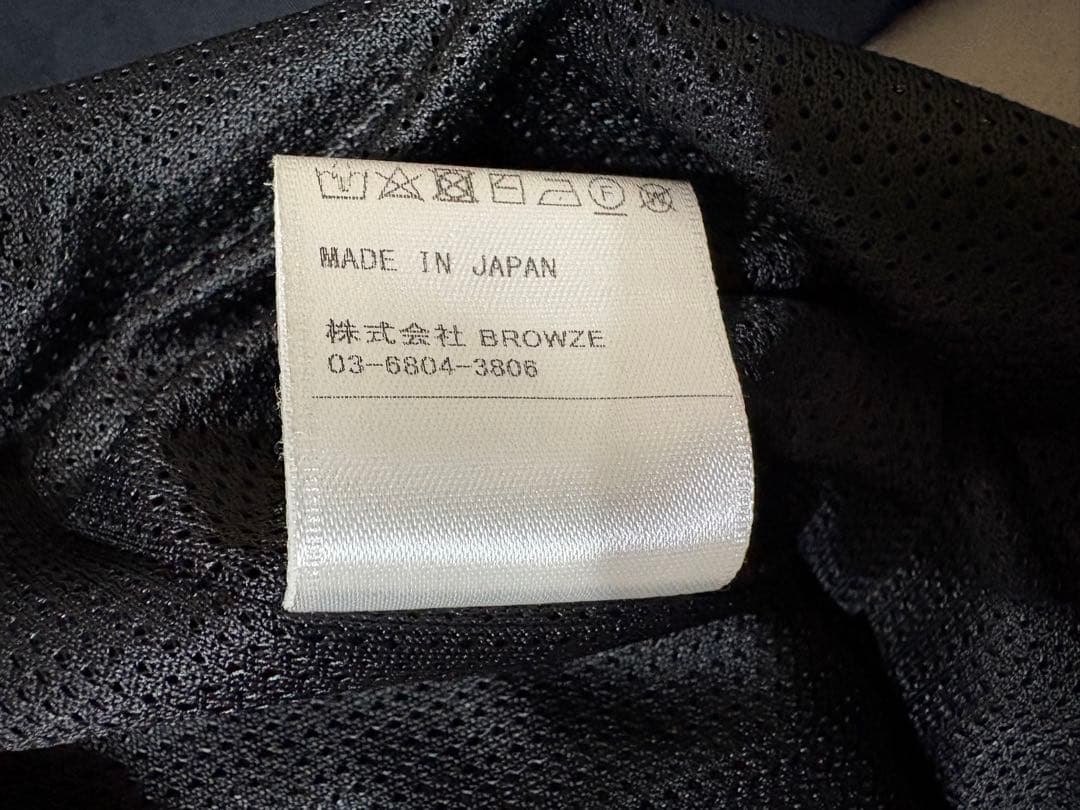 MADE IN JAPAN
株式会社 BROWZE
03-6804-3806